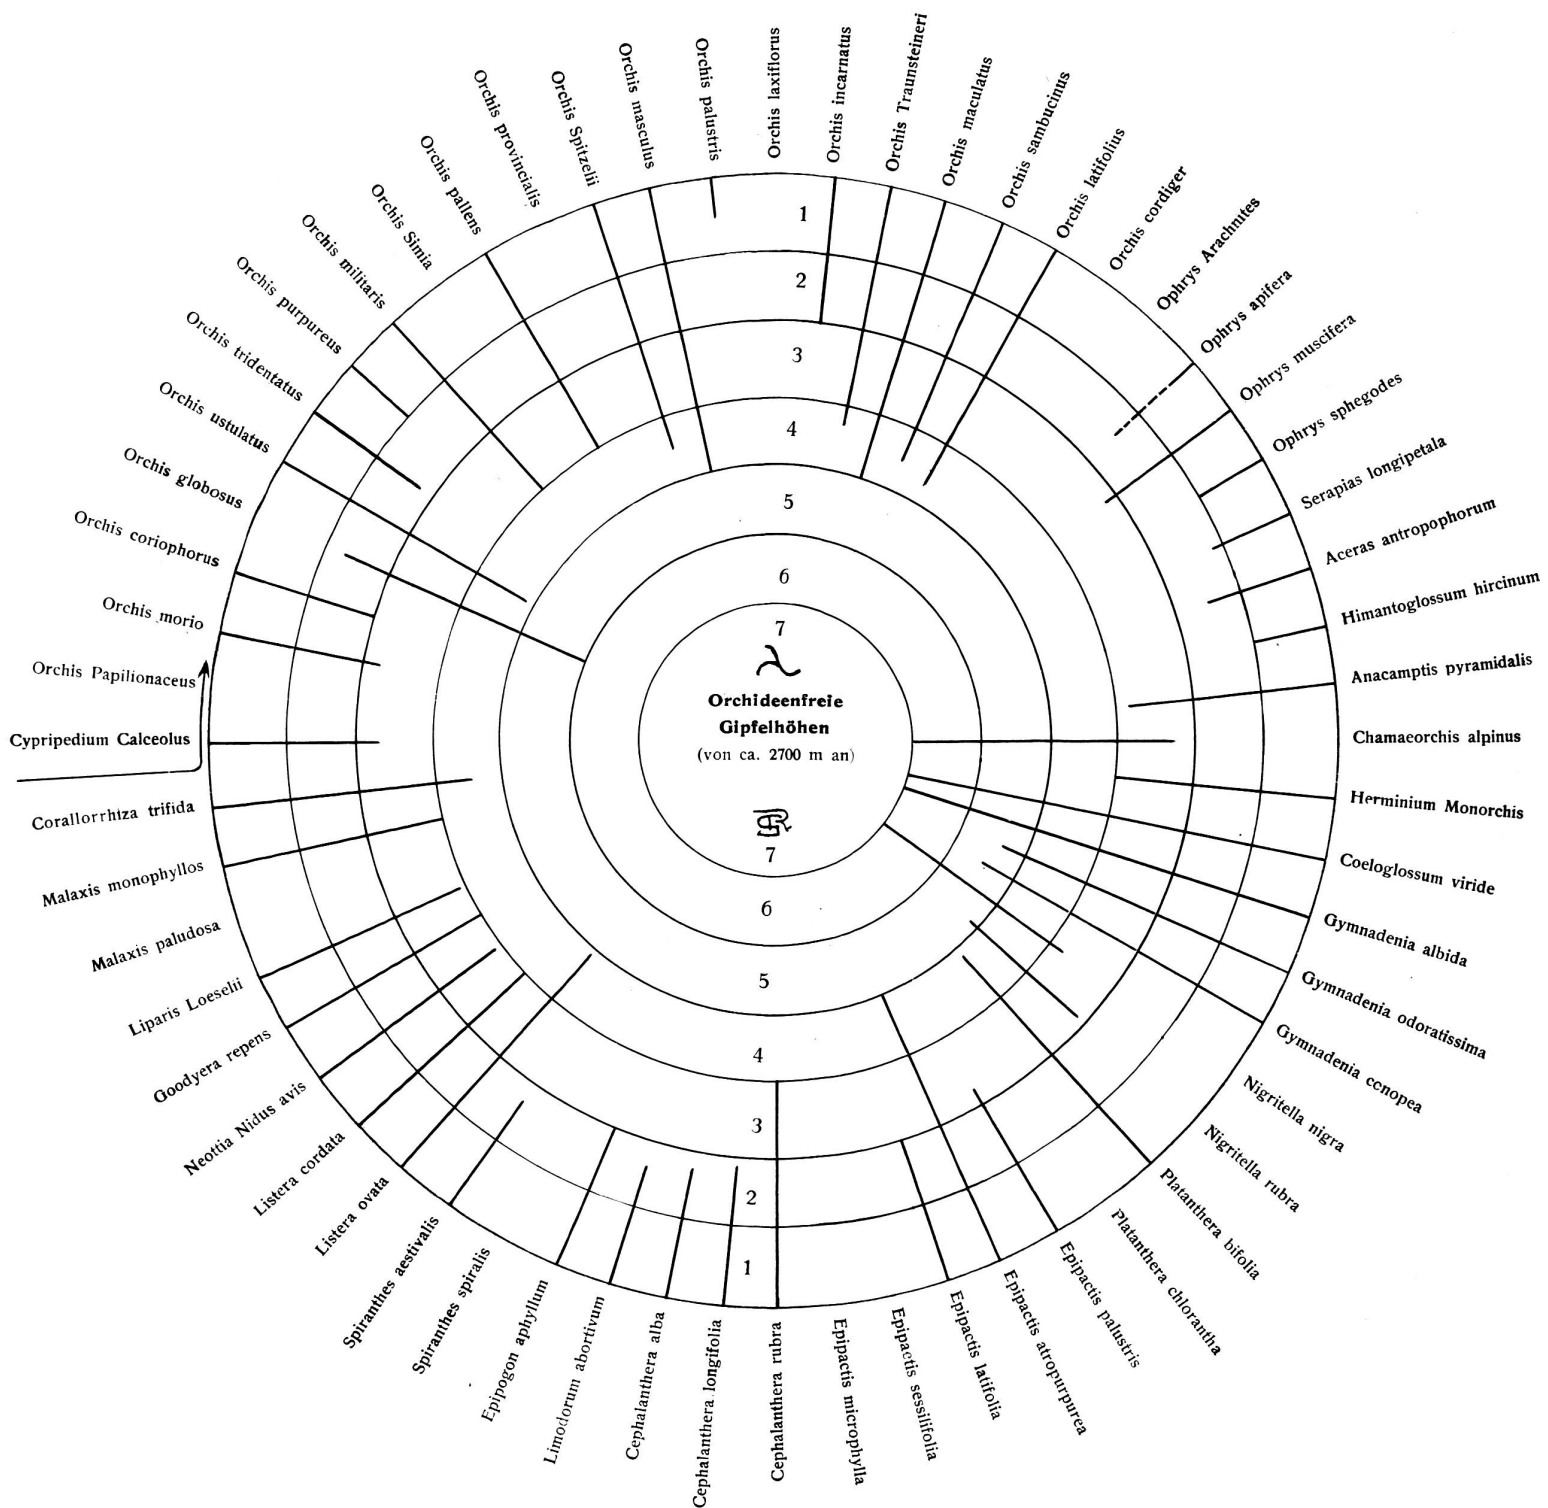 Orchis Papilionaceus
Orchis morio
Orchis coriophorus
Orchis globosus
Orchis ustulatus
Orchis tridentatus
Orchis purpureus
Orchis militaris
Orchis Simia
Orchis pallens
Orchis provincialis
Orchis Spitzelii
Orchis masculus
Orchis palustris
Orchis laxiflorus
Orchis incarnatus
Orchis Traunsteineri
Orchis maculatus
Orchis sambucinus
Orchis latifolius
Orchis cordiger
Ophrys Arachnites
Ophrys apifera
Ophrys muscifera
Ophrys sphegodes
Serapias longipetala
Aceras antropophorum
Himantoglossum hircinum
Anacamptis pyramidalis
Chamaeorchis alpinus
Herminium Monorchis
Coeloglossum viride
Gymnadenia albida
Gymnadenia odoratissima
Gymnadenia conopea
Nigritella nigra
Nigritella rubra
Platanthera bifolia
Platanthera chlorantha
Epipactis palustris
Epipactis atropurpurea
Epipactis latifolia
Epipactis sessilifolia
Epipactis microphylla
Cephalanthera rubra
Cephalanthera longifolia
Cephalanthera alba
Limodorum abortivum
Epipogon aphyllum
Spiranthes spiralis
Spiranthes aestivalis
Listera ovata
Listera cordata
Neottia Nidus avis
Goodyera repens
Liparis Loeselii
Malaxis paludosa
Malaxis monophyllos
Corallorrhiza trifida
Cypripedium Calceolus
1
2
3
4
5
6
7
Orchideenfreie
Gipfelhöhen
(von ca. 2700 m an)
7
6
5
4
3
2
1